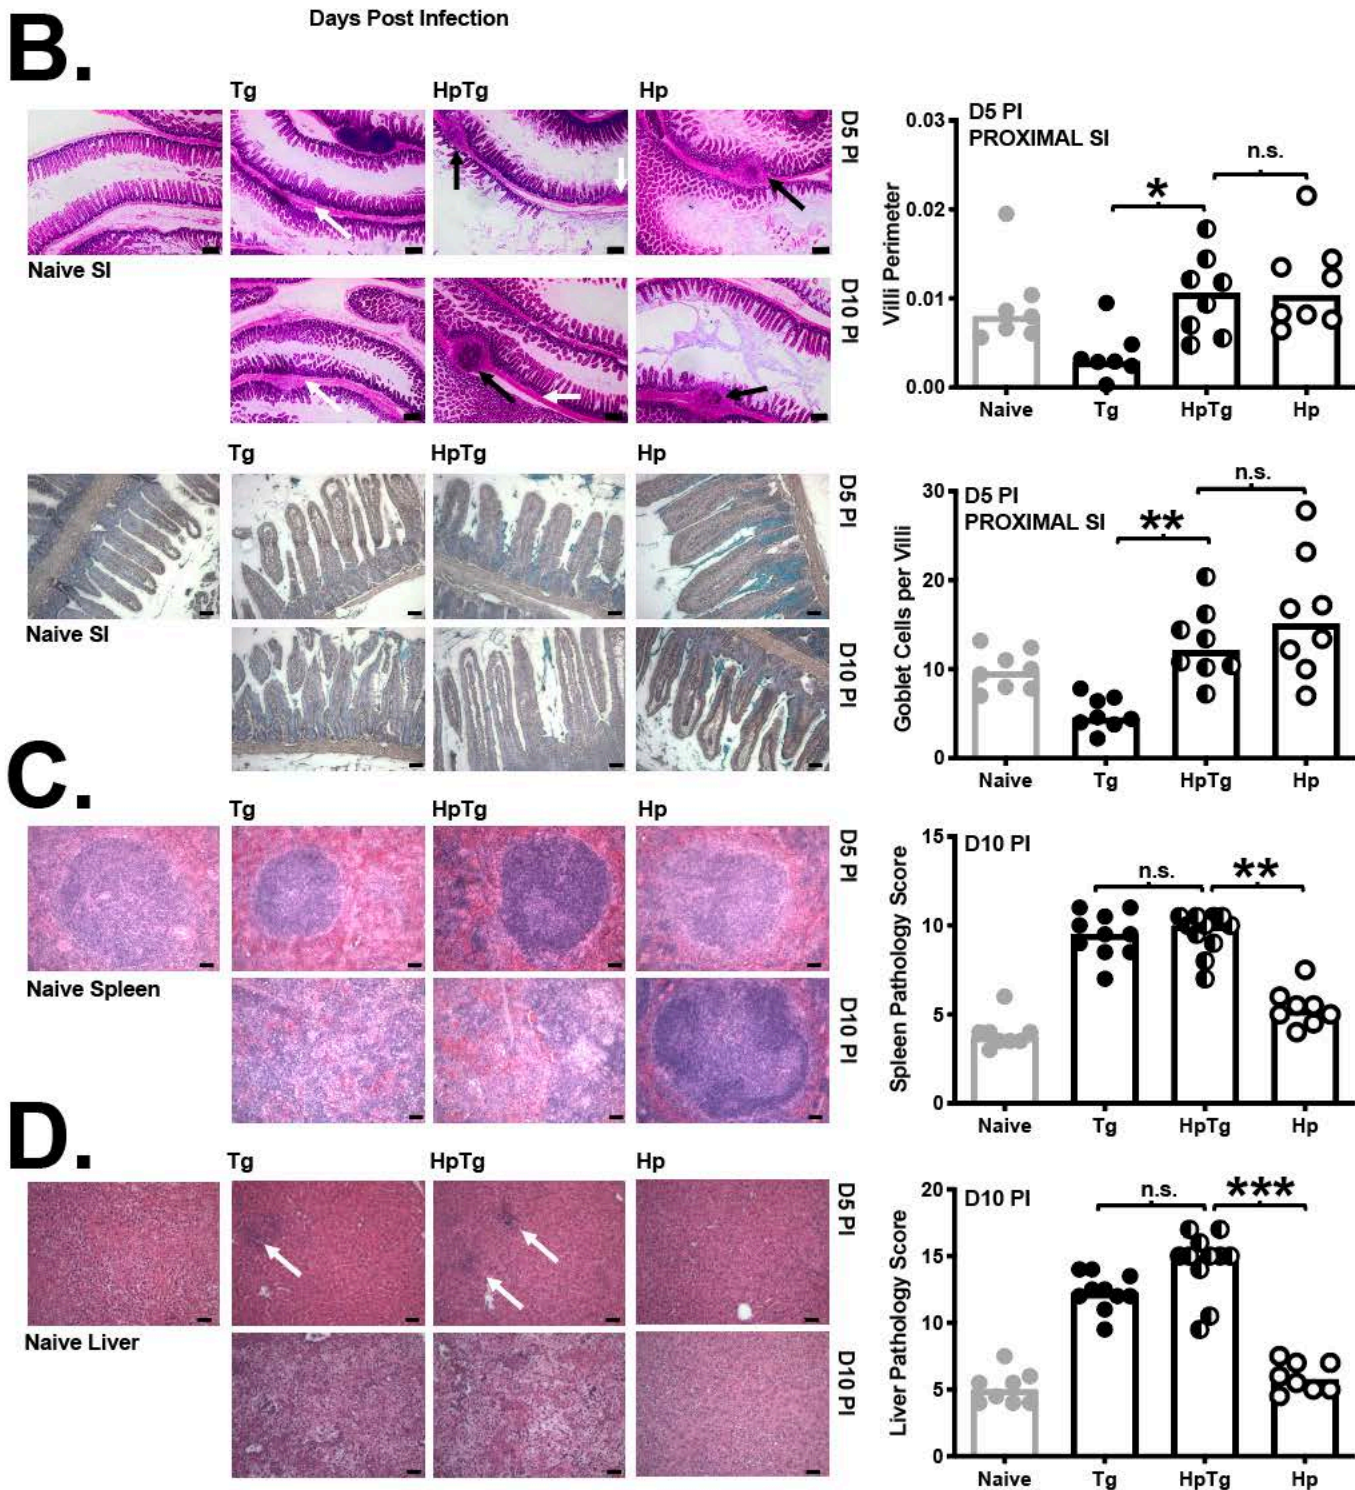 Days Post Infection
B.
Tg HpTg Hp
D5 PI
Naive SI
D10 PI
Tg HpTg Hp
D5 PI
Naive SI
D10 PI
D5 PI
PROXIMAL SI
n.s.
*
Villi Perimeter
0.03
0.02
0.01
0.00
Naive Tg HpTg Hp
D5 PI
PROXIMAL SI
n.s.
**
Goblet Cells per Villi
30
20
10
0
Naive Tg HpTg Hp
C.
Tg HpTg Hp
D5 PI
Naive Spleen
D10 PI
D10 PI
n.s. **
Spleen Pathology Score
15
10
5
0
Naive Tg HpTg Hp
D.
Tg HpTg Hp
D5 PI
Naive Liver
D10 PI
D10 PI
n.s. ***
Liver Pathology Score
20
15
10
5
0
Naive Tg HpTg Hp